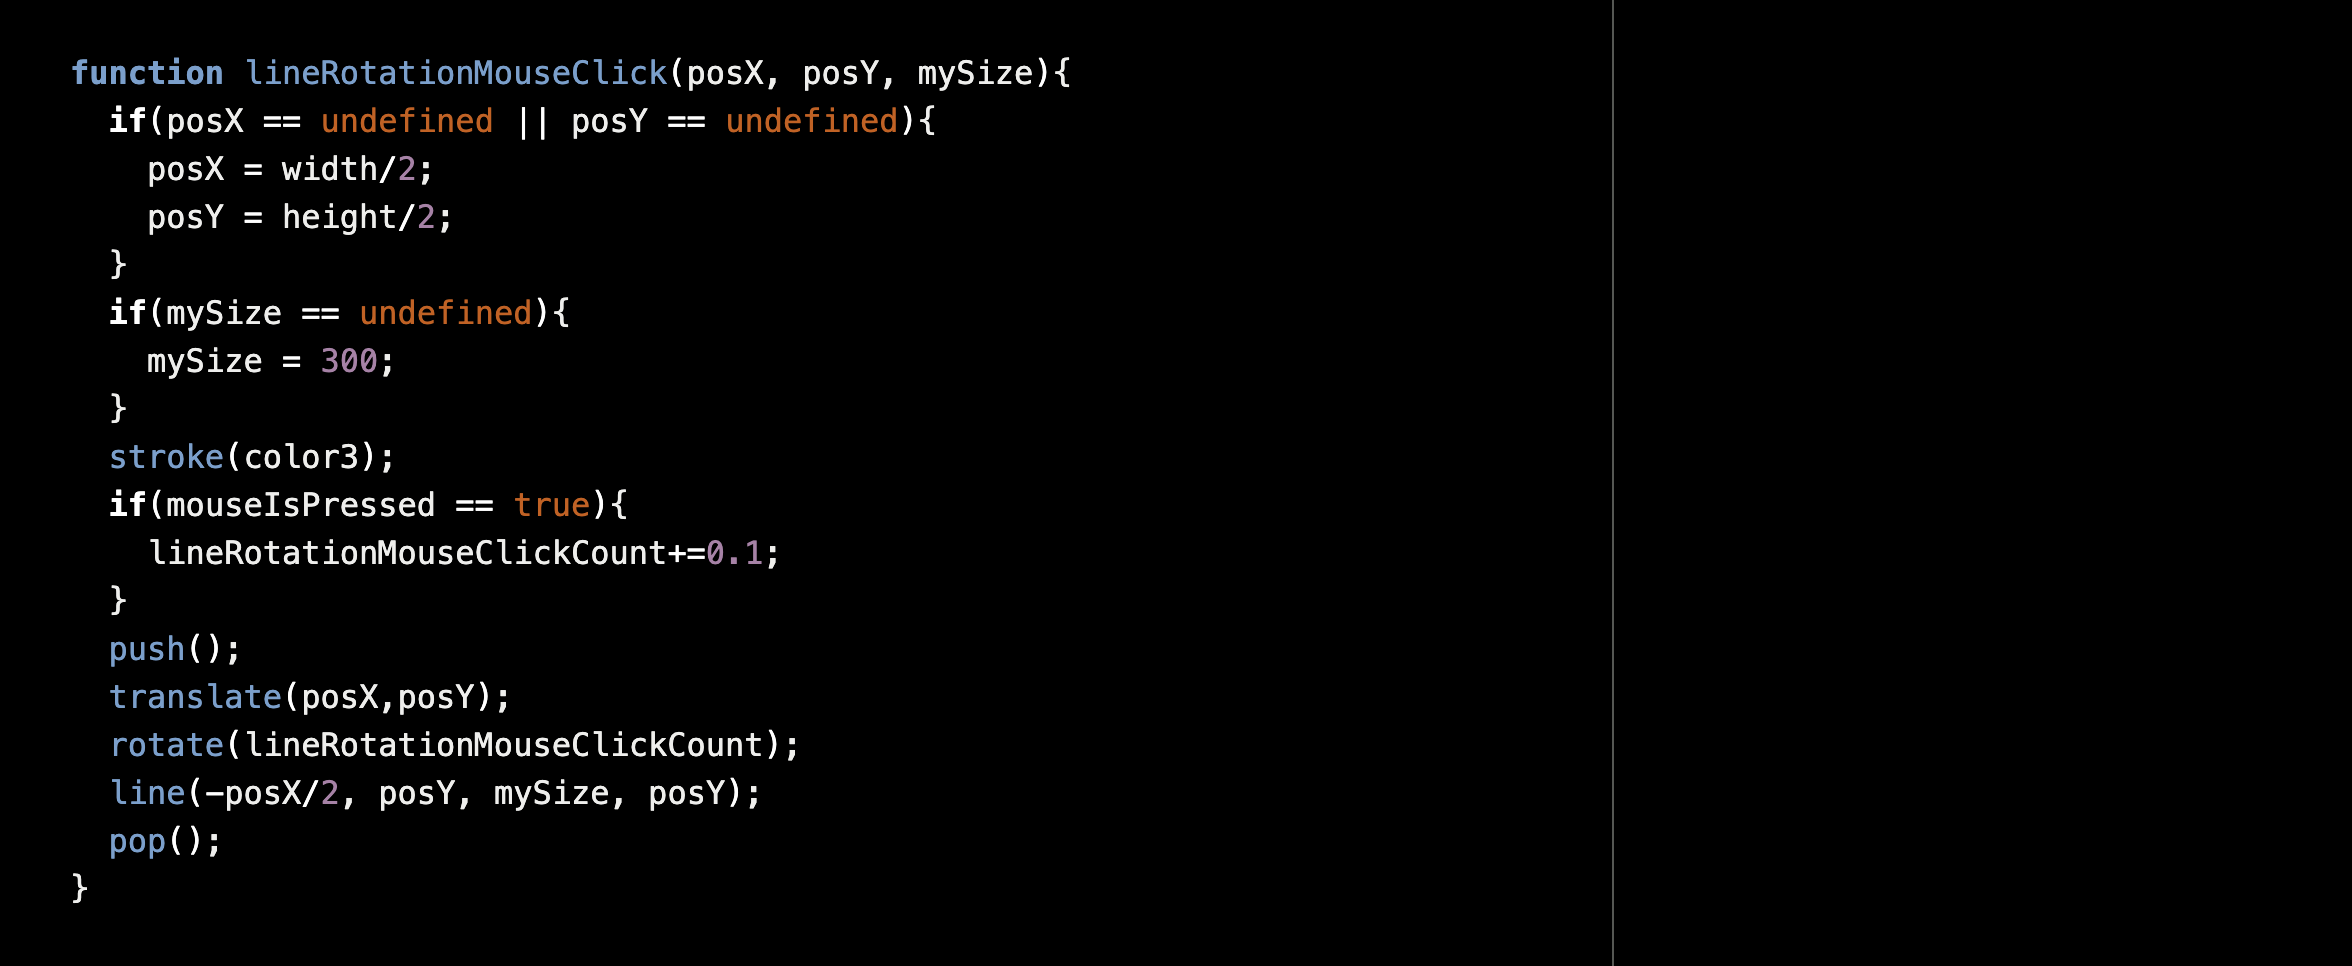 function lineRotationMouseClick(posX, posY, mySize){
  if(posX == undefined || posY == undefined){
    posX = width/2;
    posY = height/2;
  }
  if(mySize == undefined){
    mySize = 300;
  }
  stroke(color3);
  if(mouseIsPressed == true){
    lineRotationMouseClickCount+=0.1;
  }
  push();
  translate(posX,posY);
  rotate(lineRotationMouseClickCount);
  line(-posX/2, posY, mySize, posY);
  pop();
}